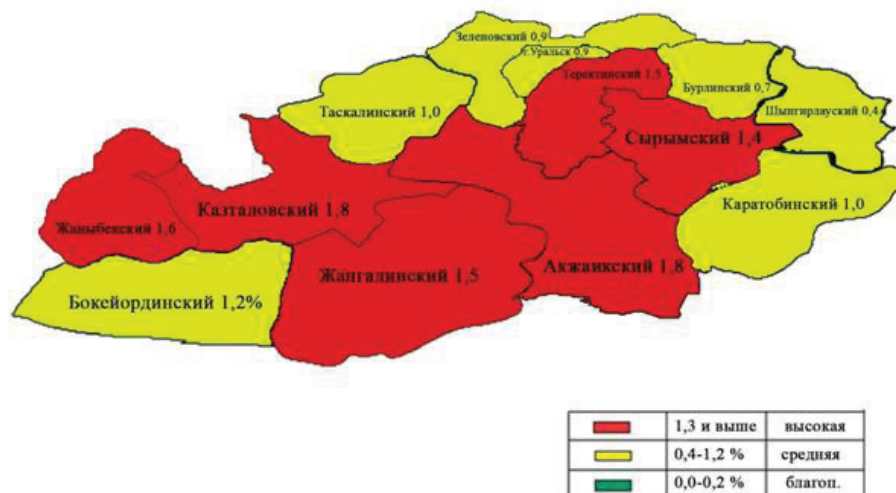 Зеленовский 0,9
г.Уральск 0,9
Теректинский 1,5
Бурлинский 0,7
Таскалинский 1,0
Шынгирлауский 0,4
Сырымский 1,4
Каратобинский 1,0
Казталовский 1,8
Жаныбекский 1,6
Жангалинский 1,5
Акжаикский 1,8
Бокейординский 1,2%
1,3 и выше высокая
0,4-1,2 % средняя
0,0-0,2 % благоп.